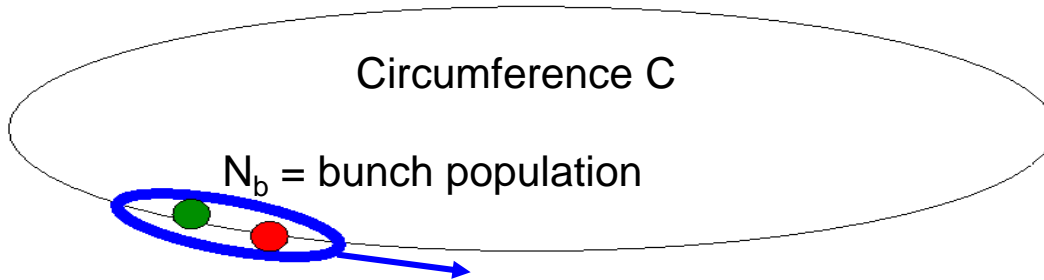 Circumference C
N_b = bunch population